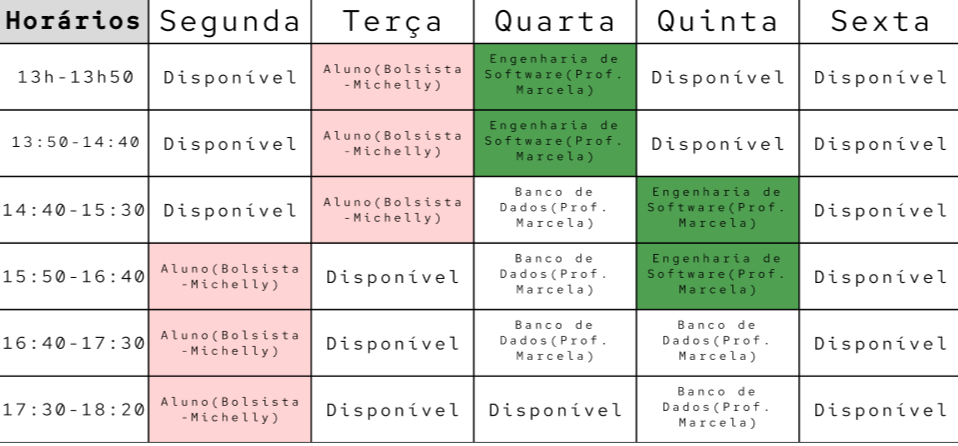 Horários Segunda Terça Quarta Quinta Sexta
13h-13h50 Disponível Aluno(Bolsista Engenharia de Disponível Disponível
-Michelly) Software(Prof.
Marcela)
13:50-14:40 Disponível Aluno(Bolsista Engenharia de Disponível Disponível
-Michelly) Software(Prof.
Marcela)
14:40-15:30 Disponível Aluno(Bolsista Banco de Engenharia de Disponível
-Michelly) Dados(Prof. Software(Prof.
Marcela) Marcela)
15:50-16:40 Aluno(Bolsista Disponível Banco de Engenharia de Disponível
-Michelly) Dados(Prof. Software(Prof.
Marcela) Marcela)
16:40-17:30 Aluno(Bolsista Disponível Banco de Banco de Disponível
-Michelly) Dados(Prof. Dados(Prof.
Marcela) Marcela)
17:30-18:20 Aluno(Bolsista Disponível Disponível Banco de Disponível
-Michelly) Dados(Prof.
Marcela)